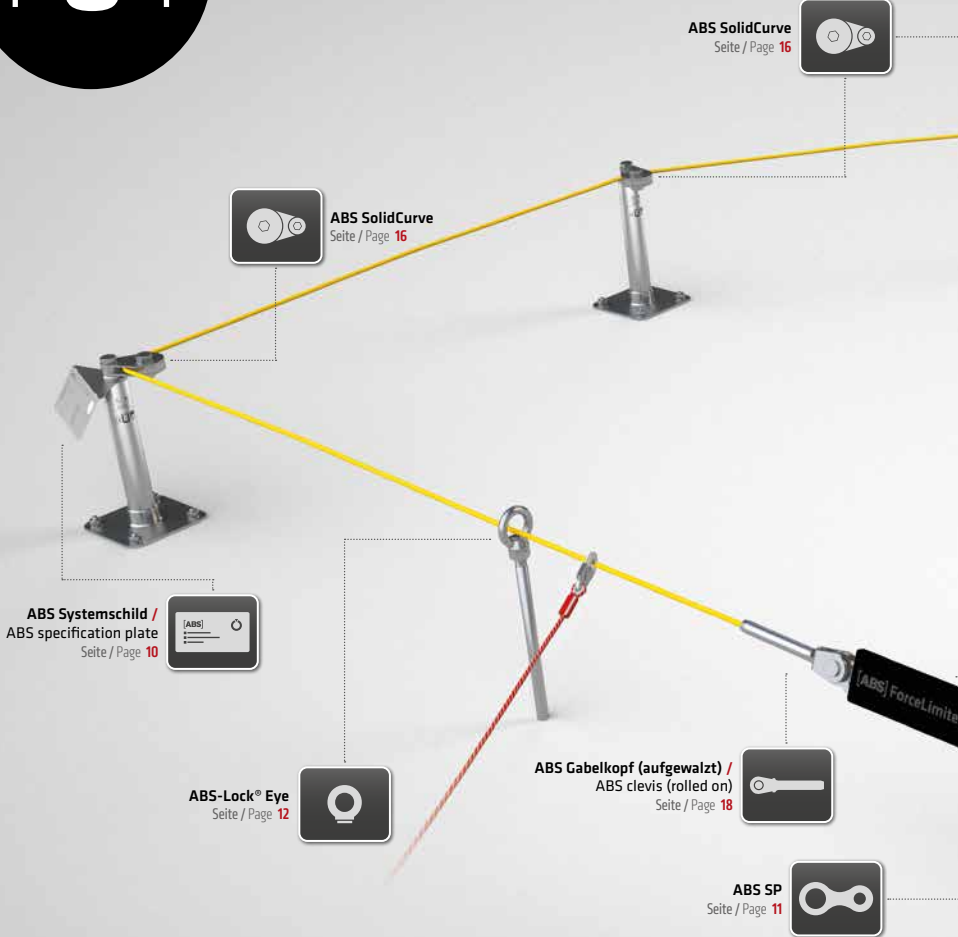 ABS SolidCurve
Seite / Page 16
ABS SolidCurve
Seite / Page 16
ABS Systemschild /
ABS specification plate
Seite / Page 10
[ABS]
[ABS] ForceLimite
ABS-Lock® Eye
Seite / Page 12
ABS Gabelkopf (aufgewalzt) /
ABS clevis (rolled on)
Seite / Page 18
ABS SP
Seite / Page 11